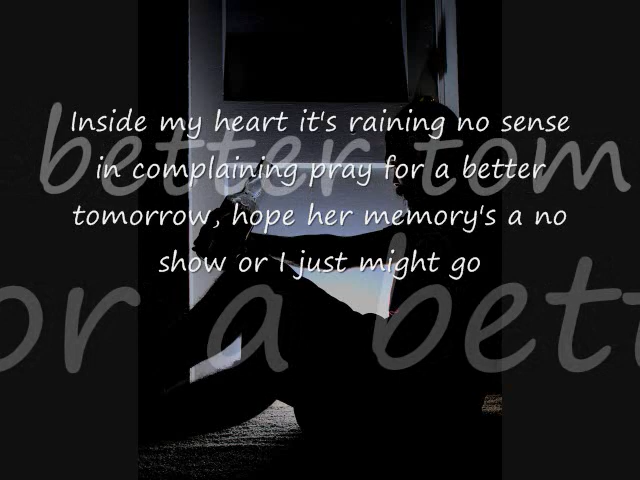 Inside my heart it's raining no sense
in complaining pray for a better
tomorrow, hope her memory's a no
show or I just might go
better tom
or a bett